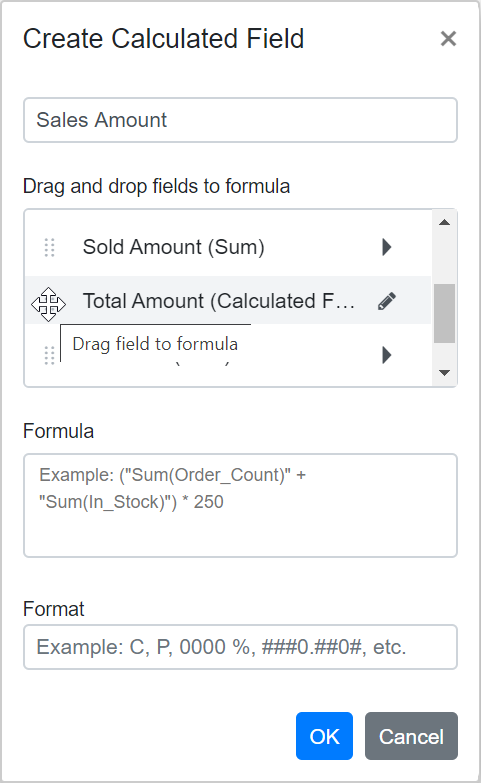 Create Calculated Field
Sales Amount
Drag and drop fields to formula
Sold Amount (Sum)
Total Amount (Calculated F...
Drag field to formula
Formula
Example: ("Sum(Order_Count)" +
"Sum(In_Stock)") * 250
Format
Example: C, P, 0000 %, ###0.##0#, etc.
OK
Cancel